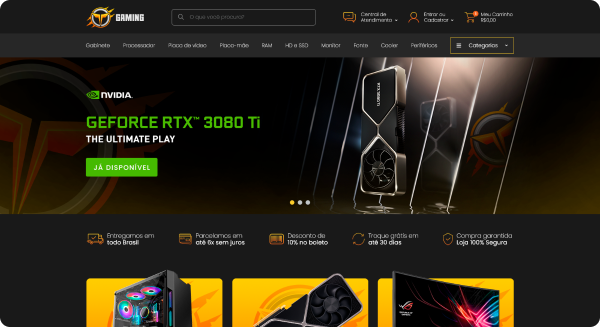 GAMING
O que você procura?
Central de
Atendimento
Entrar ou
Cadastrar
Meu Carrinho
R$0,00
Gabinete Processador Placa de vídeo Placa-mãe RAM HD e SSD Monitor Fonte Cooler Periféricos Categorias
NVIDIA.
GEFORCE RTX™ 3080 Ti
THE ULTIMATE PLAY
JÁ DISPONÍVEL
RTX 3080 Ti
Entregamos em
todo Brasil
Parcelamos em
até 6x sem juros
Desconto de
10% no boleto
Troque grátis em
até 30 dias
Compra garantida
Loja 100% Segura